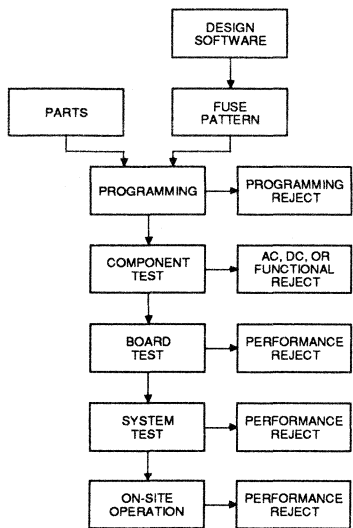 DESIGN
SOFTWARE
PARTS
FUSE
PATTERN
PROGRAMMING
PROGRAMMING
REJECT
COMPONENT
TEST
AC, DC, OR
FUNCTIONAL
REJECT
BOARD
TEST
PERFORMANCE
REJECT
SYSTEM
TEST
PERFORMANCE
REJECT
ON-SITE
OPERATION
PERFORMANCE
REJECT